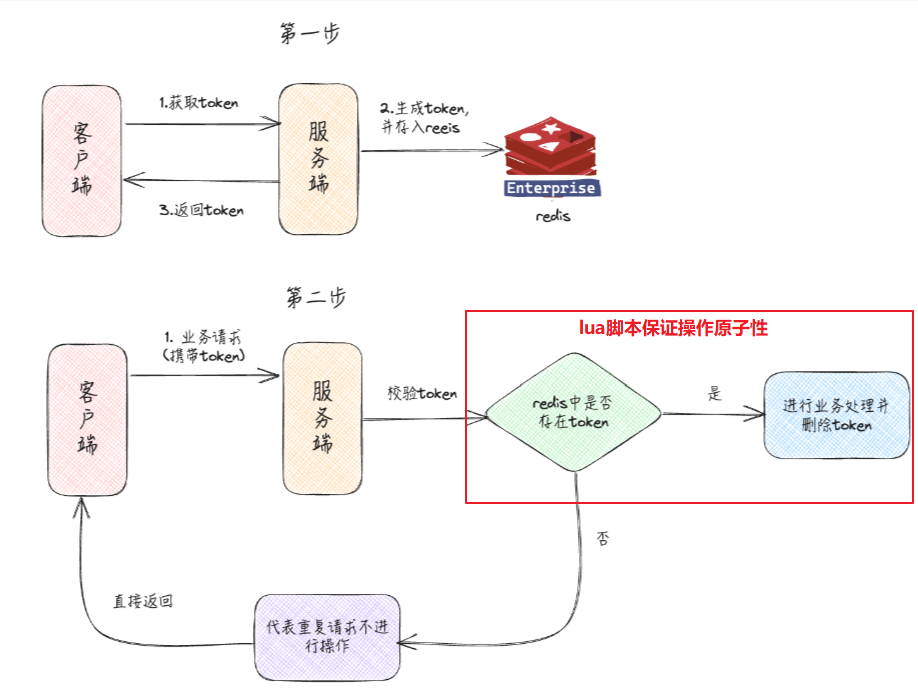 第一步
1.获取token
客
户
端
服
务
端
2.生成token,
并存入reeis
3.返回token
Enterprise
redis
第二步
lua脚本保证操作原子性
1. 业务请求
(携带token)
客
户
端
服
务
端
校验token
redis中是否
存在token
是
进行业务处理并
删除token
否
直接返回
代表重复请求不进
行操作